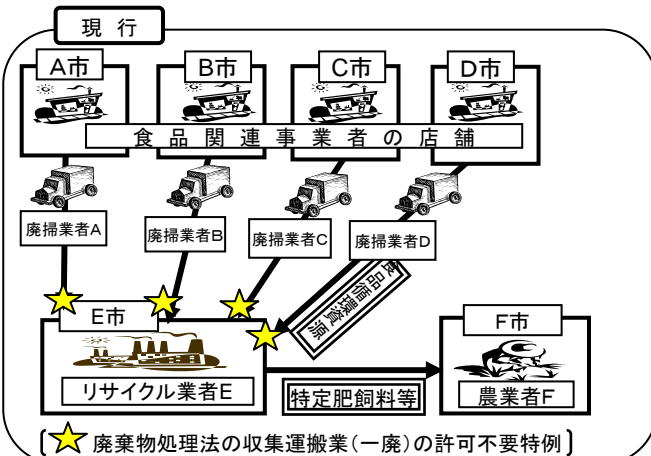 現 行
A市
B市
C市
D市
食 品 関 連 事 業 者 の 店 舗
廃掃業者A
廃掃業者B
廃掃業者C
廃掃業者D
食品循環資源
E市
リサイクル業者E
特定肥飼料等
F市
農業者F
廃棄物処理法の収集運搬業(一廃)の許可不要特例